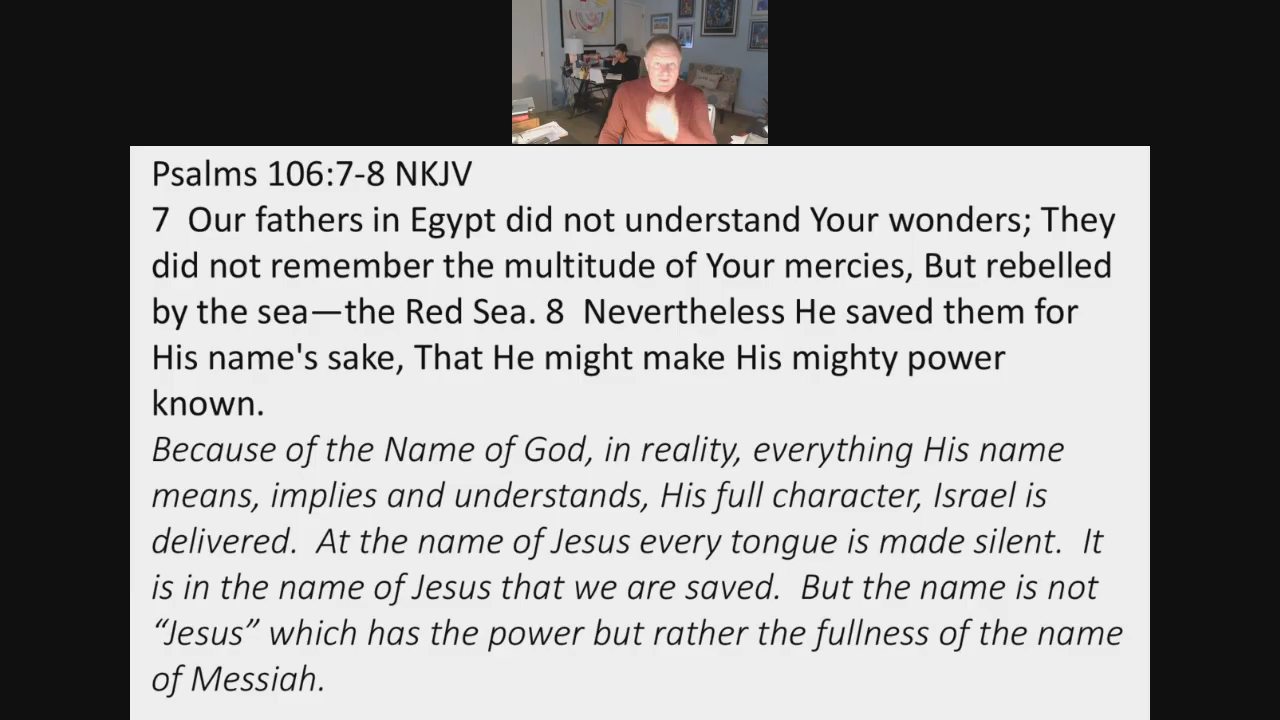 Psalms 106:7-8 NKJV
7  Our fathers in Egypt did not understand Your wonders; They
did not remember the multitude of Your mercies, But rebelled
by the sea—the Red Sea. 8  Nevertheless He saved them for
His name's sake, That He might make His mighty power
known.
Because of the Name of God, in reality, everything His name
means, implies and understands, His full character, Israel is
delivered.  At the name of Jesus every tongue is made silent.  It
is in the name of Jesus that we are saved.  But the name is not
“Jesus” which has the power but rather the fullness of the name
of Messiah.